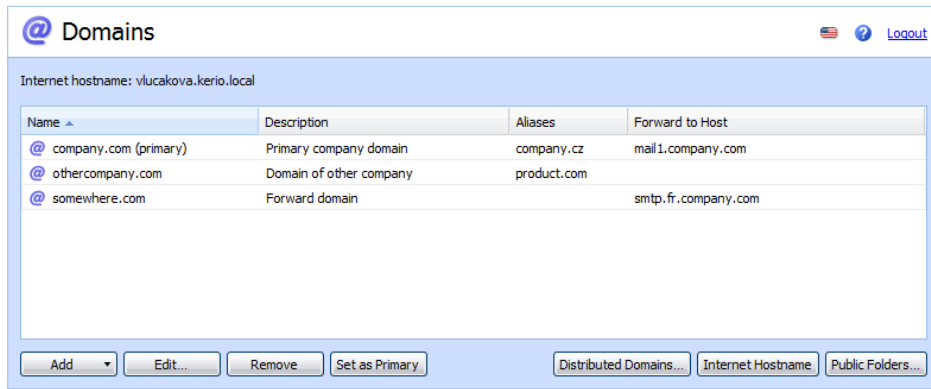 @ Domains
Logout
Internet hostname: vlucakova.kerio.local
Name Description Aliases Forward to Host
@ company.com (primary) Primary company domain company.cz mail1.company.com
@ othercompany.com Domain of other company product.com
@ somewhere.com Forward domain smtp.fr.company.com
Add Edit... Remove Set as Primary Distributed Domains... Internet Hostname Public Folders...